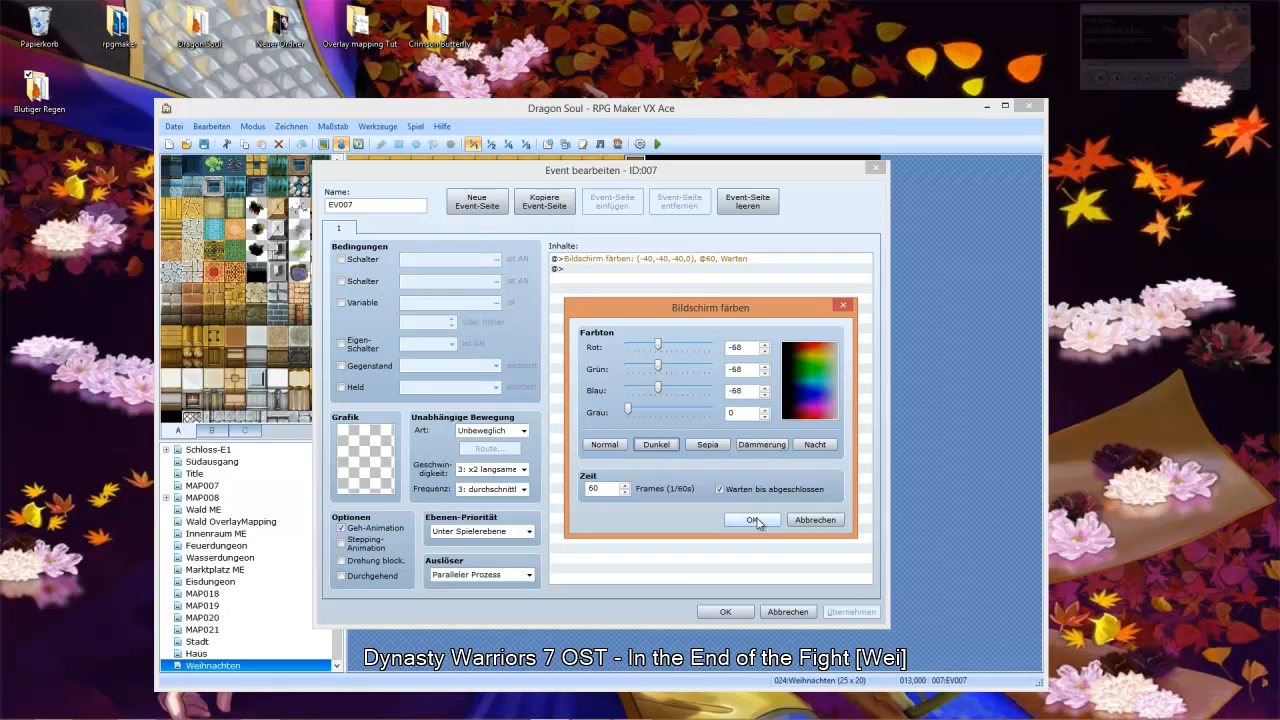 Papierkorb
rpgmaker
Dragon Soul
Neuer Ordner
Overlay mapping Tut
Crimson Butterfly
Blutiger Regen
Dragon Soul - RPG Maker VX Ace
Datei Bearbeiten Modus Zeichnen Maßstab Werkzeuge Spiel Hilfe
Event bearbeiten - ID:007
Name:
EV007
Neue Event-Seite
Kopiere Event-Seite
Event-Seite einfügen
Event-Seite entfernen
Event-Seite leeren
1
Bedingungen
Schalter ... ist AN
Schalter ... ist AN
Variable ... ist
oder höher
Eigen-Schalter ist AN
Gegenstand existiert
Held existiert
Grafik
Unabhängige Bewegung
Art: Unbeweglich
Route...
Geschwin-digkeit: 3: x2 langsame
Frequenz: 3: durchschnittl
Optionen
Geh-Animation
Stepping-Animation
Drehung block.
Durchgehend
Ebenen-Priorität
Unter Spielerebene
Auslöser
Paralleler Prozess
Inhalte:
@>Bildschirm färben: (-40,-40,-40,0), @60, Warten
@>
Bildschirm färben
Farbton
Rot: -68
Grün: -68
Blau: -68
Grau: 0
Normal Dunkel Sepia Dämmerung Nacht
Zeit
60 Frames (1/60s) Warten bis abgeschlossen
OK Abbrechen
OK Abbrechen Übernehmen
A B C
Schloss-E1
Südausgang
Title
MAP007
MAP008
Wald ME
Wald OverlayMapping
Innenraum ME
Feuerdungeon
Wasserdungeon
Marktplatz ME
Eisdungeon
MAP018
MAP019
MAP020
MAP021
Stadt
Haus
Weihnachten
Dynasty Warriors 7 OST - In the End of the Fight [Wei]
024:Weihnachten (25 x 20) 013,000 007:EV007